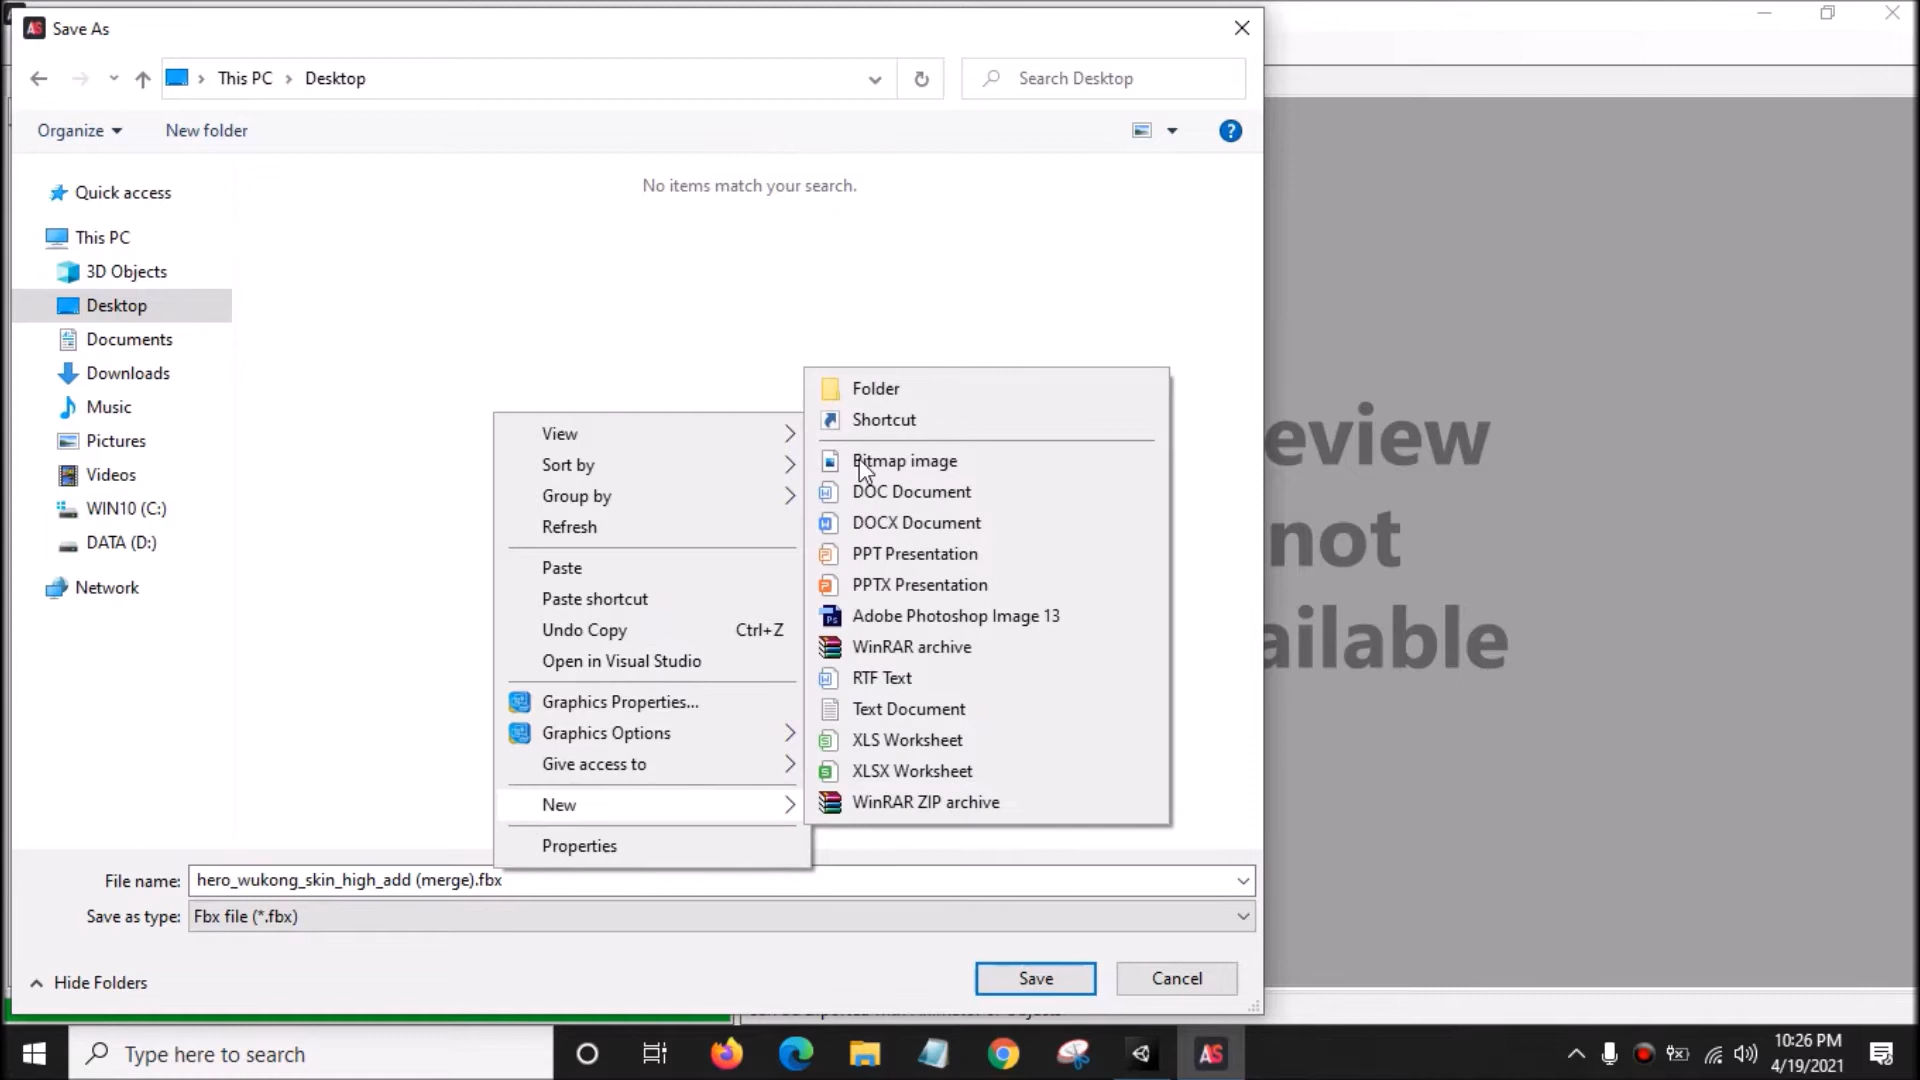 AS Save As
This PC > Desktop
Search Desktop
Organize
New folder
?
No items match your search.
Quick access
This PC
3D Objects
Desktop
Documents
Downloads
Music
Pictures
Videos
WIN10 (C:)
DATA (D:)
Network
View
Sort by
Group by
Refresh
Paste
Paste shortcut
Undo Copy Ctrl+Z
Open in Visual Studio
Graphics Properties...
Graphics Options
Give access to
New
Properties
Folder
Shortcut
Bitmap image
DOC Document
DOCX Document
PPT Presentation
PPTX Presentation
Adobe Photoshop Image 13
WinRAR archive
RTF Text
Text Document
XLS Worksheet
XLSX Worksheet
WinRAR ZIP archive
eview
not
ailable
File name: hero_wukong_skin_high_add (merge).fbx
Save as type: Fbx file (*.fbx)
Hide Folders
Save
Cancel
Type here to search
AS
10:26 PM
4/19/2021